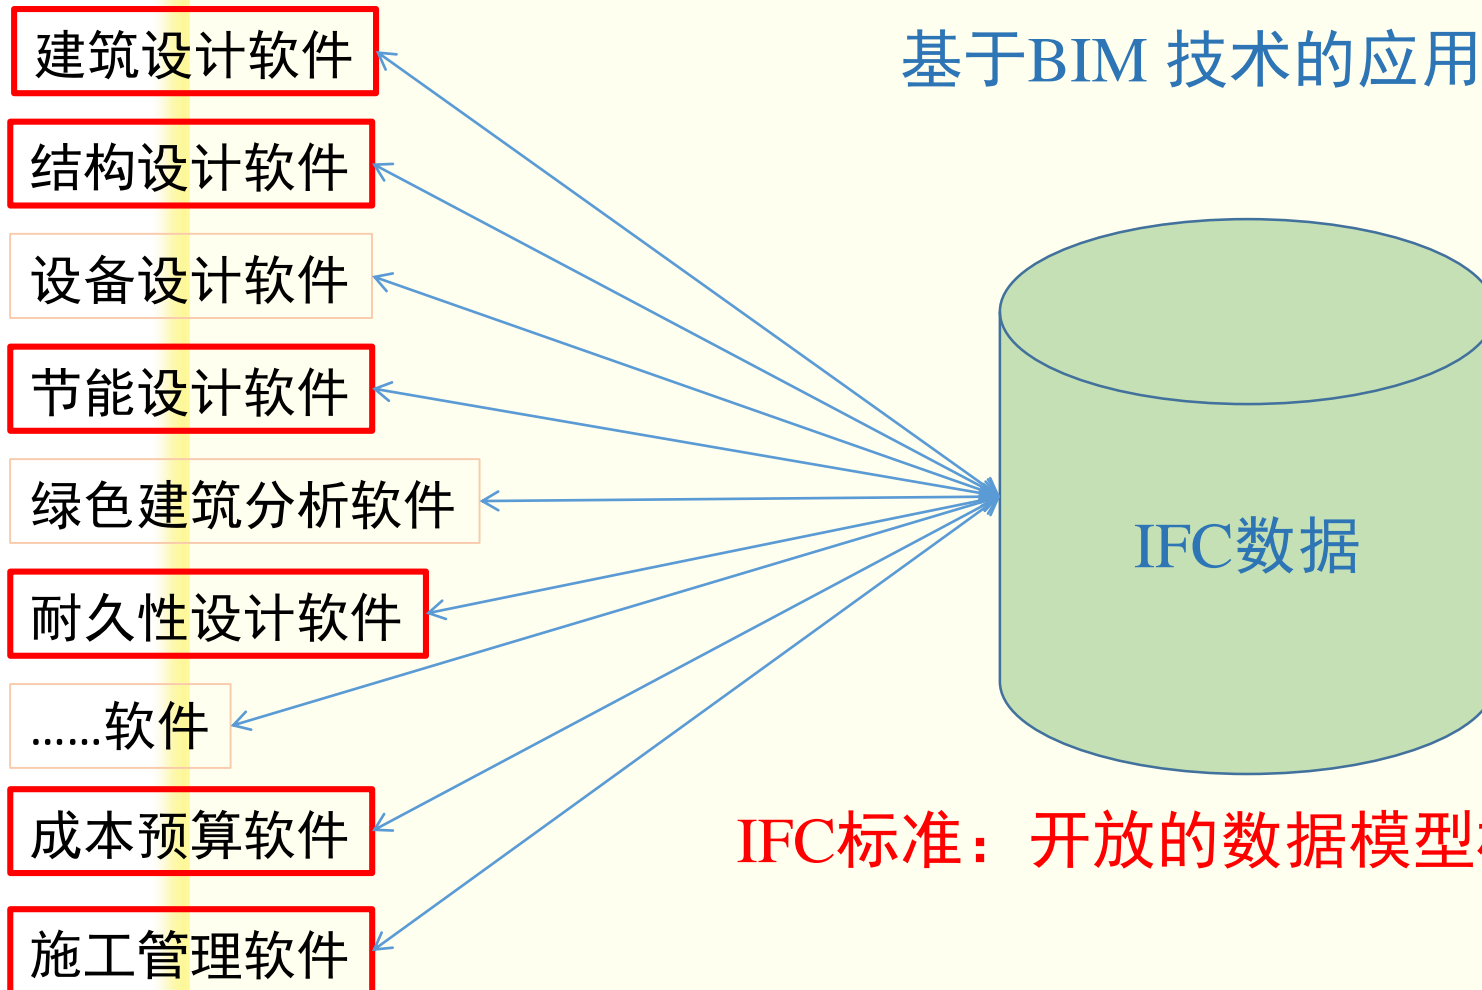 基于BIM 技术的应用
建筑设计软件
结构设计软件
设备设计软件
节能设计软件
绿色建筑分析软件
耐久性设计软件
……软件
成本预算软件
施工管理软件
IFC数据
IFC标准：开放的数据模型